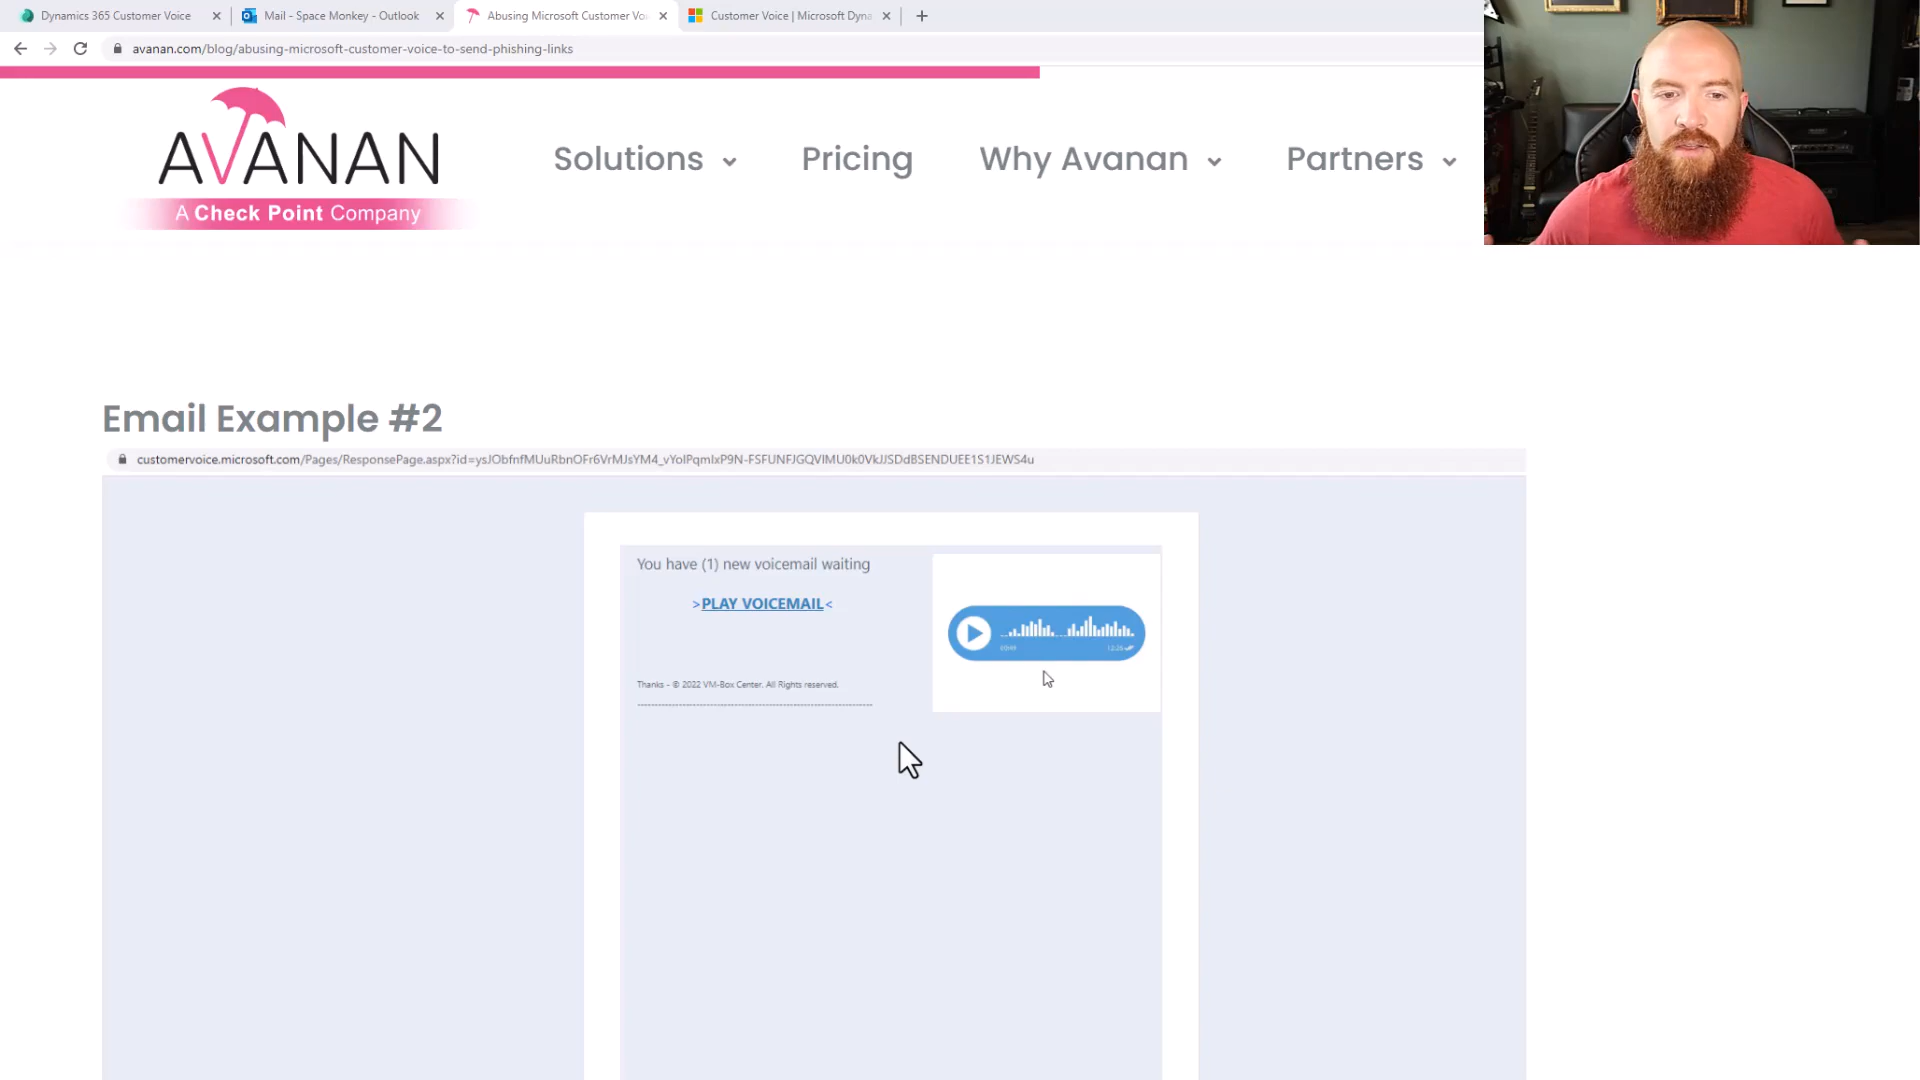 Dynamics 365 Customer Voice
Mail - Space Monkey - Outlook
Abusing Microsoft Customer Vo
Customer Voice | Microsoft Dyna
avanan.com/blog/abusing-microsoft-customer-voice-to-send-phishing-links
AVANAN
A Check Point Company
Solutions
Pricing
Why Avanan
Partners
Email Example #2
customervoice.microsoft.com/Pages/ResponsePage.aspx?id=
You have (1) new voicemail waiting
>PLAY VOICEMAIL<
Thanks - © 2022 VM-Box Center. All Rights reserved.